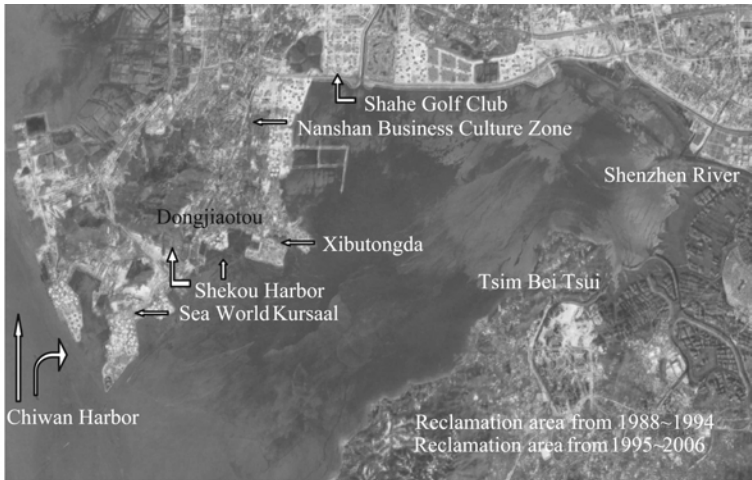 Shahe Golf Club
Nanshan Business Culture Zone
Shenzhen River
Dongjiaotou
Xibutongda
Tsim Bei Tsui
Shekou Harbor
Sea World Kursaal
Chiwan Harbor
Reclamation area from 1988~1994
Reclamation area from 1995~2006